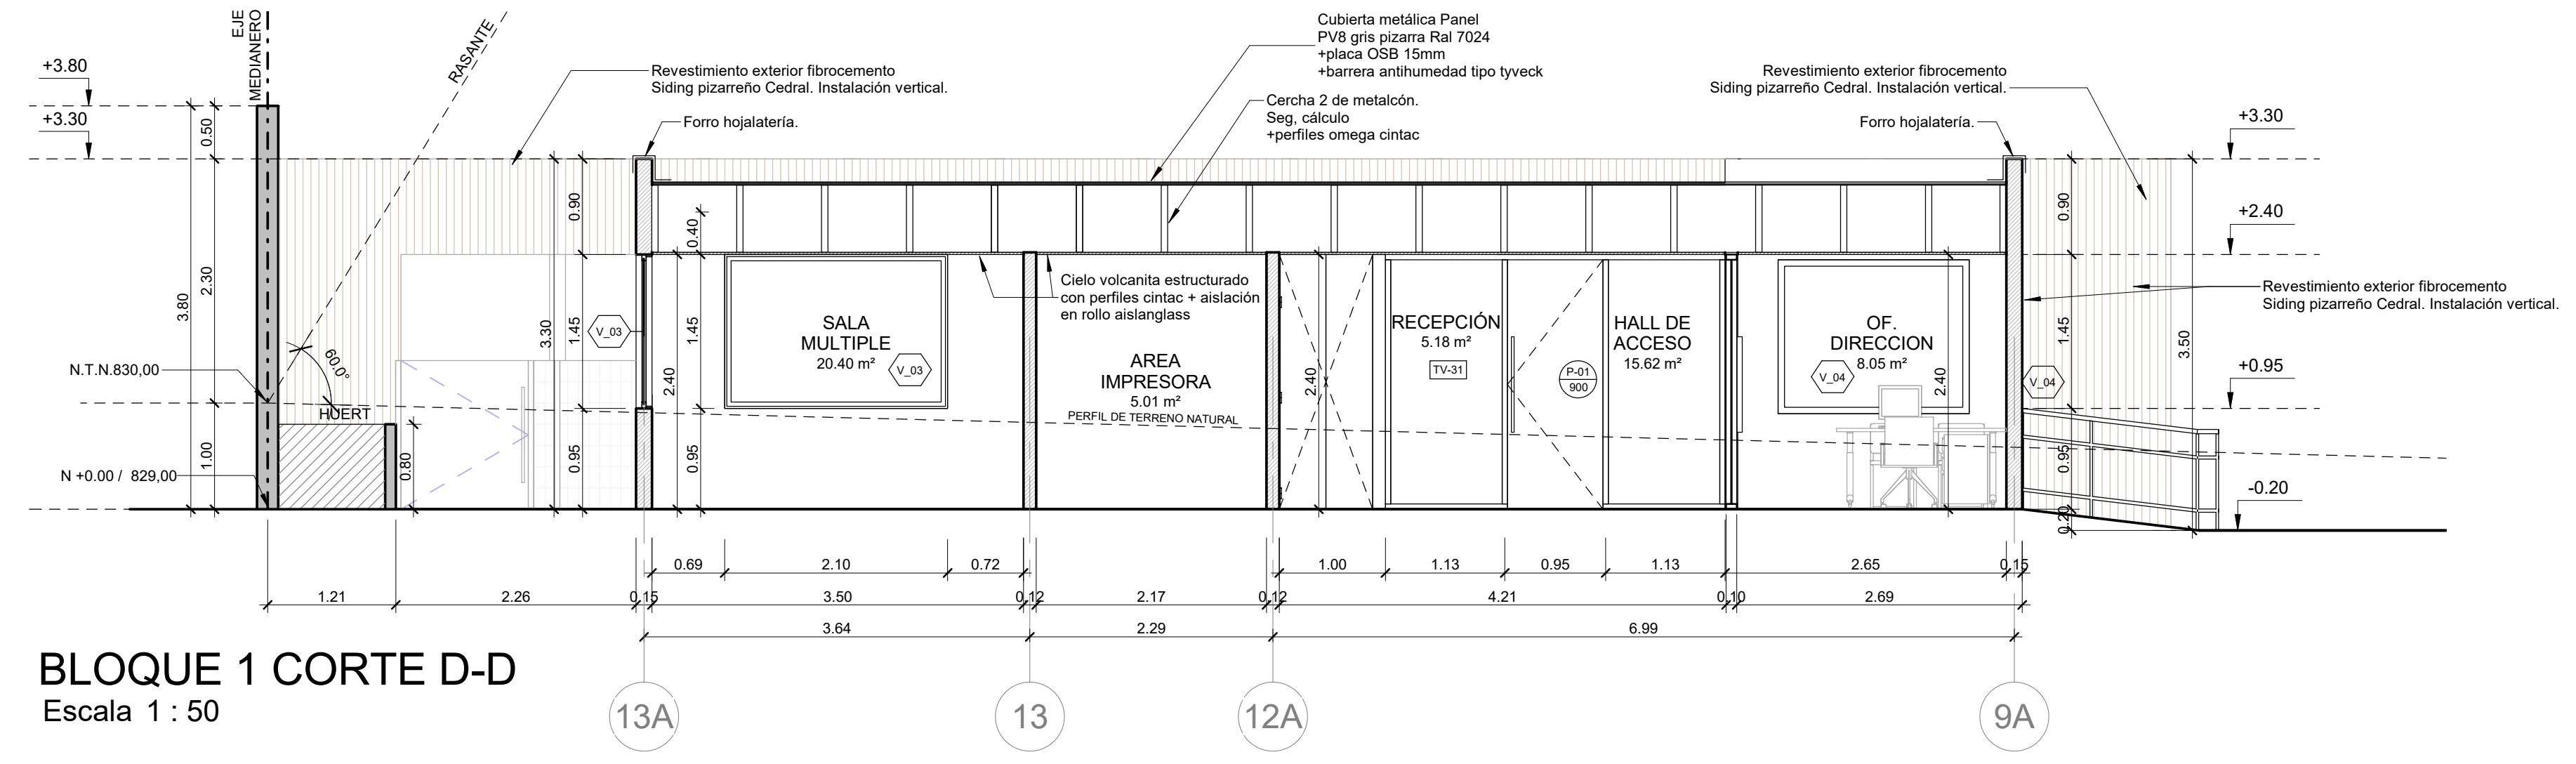 EJE
MEDIANERO
RASANTE
+3.80
+3.30
Revestimiento exterior fibrocemento
Siding pizarreño Cedral. Instalación vertical.
Forro hojalatería.
Cubierta metálica Panel
PV8 gris pizarra Ral 7024
+placa OSB 15mm
+barrera antihumedad tipo tyveck
Cercha 2 de metalcón.
Seg, cálculo
+perfiles omega cintac
Revestimiento exterior fibrocemento
Siding pizarreño Cedral. Instalación vertical.
Forro hojalatería.
+3.30
+2.40
Revestimiento exterior fibrocemento
Siding pizarreño Cedral. Instalación vertical.
+0.95
-0.20
0.50
2.30
3.80
1.00
N.T.N.830,00
N +0.00 / 829,00
60.0°
HUERT
0.80
3.30
0.90
1.45
0.95
V_03
2.40
0.40
1.45
0.95
SALA
MULTIPLE
20.40 m²
V_03
Cielo volcanita estructurado
con perfiles cintac + aislación
en rollo aislanglass
AREA
IMPRESORA
5.01 m²
PERFIL DE TERRENO NATURAL
2.40
RECEPCIÓN
5.18 m²
TV-31
P-01
900
HALL DE
ACCESO
15.62 m²
OF.
DIRECCION
8.05 m²
V_04
2.40
V_04
0.90
1.45
0.95
0.20
3.50
0.69
2.10
0.72
1.00
1.13
0.95
1.13
2.65
0.15
1.21
2.26
0.15
3.50
0.12
2.17
0.12
4.21
0.10
2.69
3.64
2.29
6.99
BLOQUE 1 CORTE D-D
Escala 1 : 50
13A
13
12A
9A